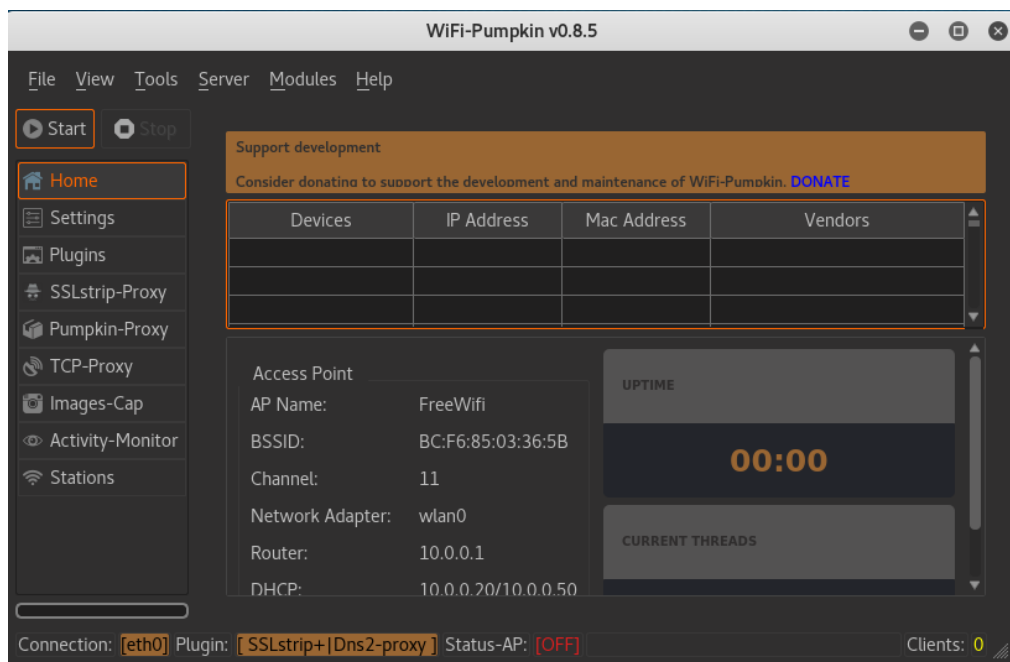 WiFi-Pumpkin v0.8.5
File View Tools Server Modules Help
Start Stop
Support development
Consider donating to support the development and maintenance of WiFi-Pumpkin. DONATE
Home
Settings
Plugins
SSLstrip-Proxy
Pumpkin-Proxy
TCP-Proxy
Images-Cap
Activity-Monitor
Stations
Devices IP Address Mac Address Vendors
Access Point
AP Name: FreeWifi
BSSID: BC:F6:85:03:36:5B
Channel: 11
Network Adapter: wlan0
Router: 10.0.0.1
DHCP: 10.0.0.20/10.0.0.50
UPTIME
00:00
CURRENT THREADS
Connection: [eth0] Plugin: [ SSLstrip+|Dns2-proxy ] Status-AP: [OFF] Clients: 0